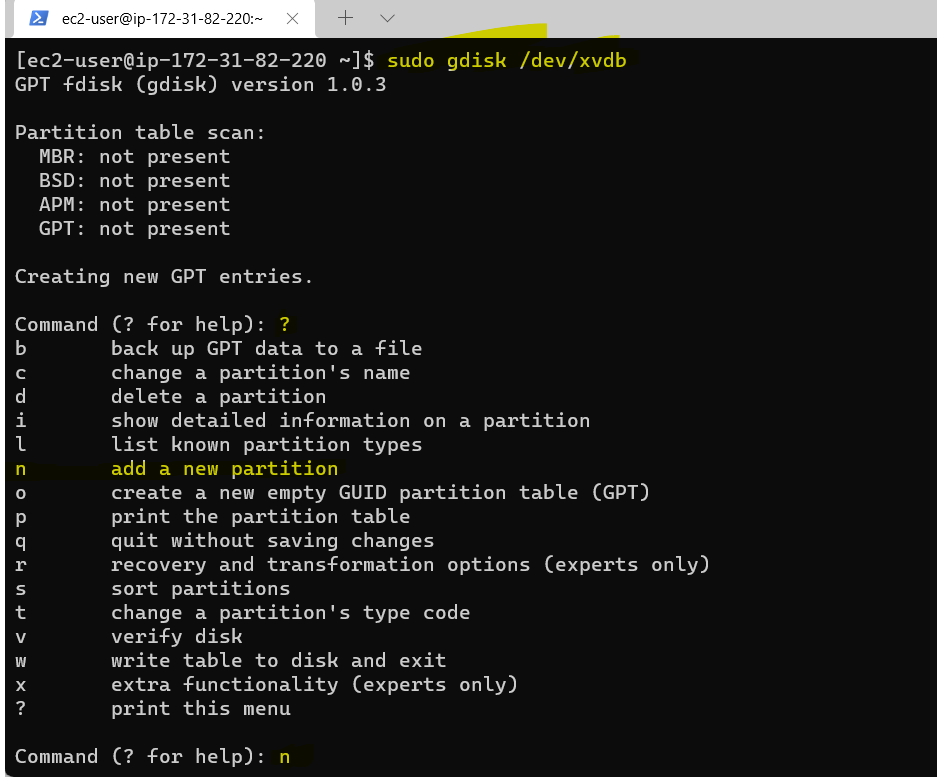 ec2-user@ip-172-31-82-220:~
[ec2-user@ip-172-31-82-220 ~]$ sudo gdisk /dev/xvdb
GPT fdisk (gdisk) version 1.0.3
Partition table scan:
  MBR: not present
  BSD: not present
  APM: not present
  GPT: not present
Creating new GPT entries.
Command (? for help): ?
b       back up GPT data to a file
c       change a partition's name
d       delete a partition
i       show detailed information on a partition
l       list known partition types
n       add a new partition
o       create a new empty GUID partition table (GPT)
p       print the partition table
q       quit without saving changes
r       recovery and transformation options (experts only)
s       sort partitions
t       change a partition's type code
v       verify disk
w       write table to disk and exit
x       extra functionality (experts only)
?       print this menu
Command (? for help): n